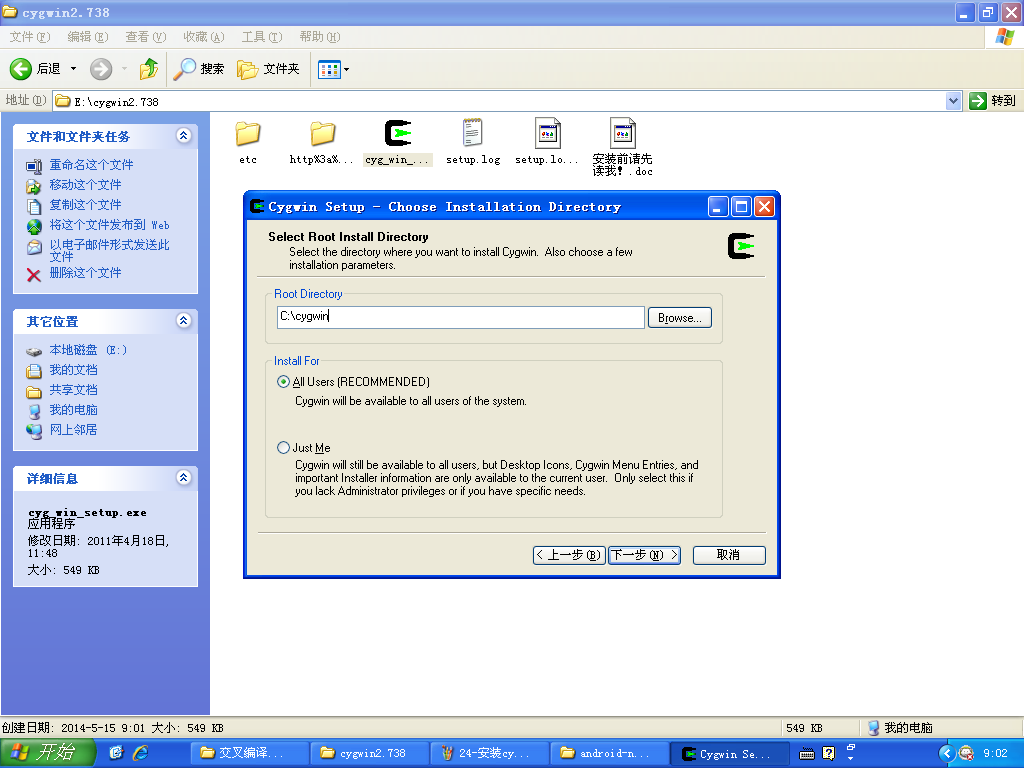 cygwin2.738
文件(F) 编辑(E) 查看(V) 收藏(A) 工具(T) 帮助(H)
后退 搜索 文件夹
地址(D) E:\cygwin2.738 转到
文件和文件夹任务
重命名这个文件
移动这个文件
复制这个文件
将这个文件发布到 Web
以电子邮件形式发送此
文件
删除这个文件
其它位置
本地磁盘 (E:)
我的文档
共享文档
我的电脑
网上邻居
详细信息
cyg_win_setup.exe
应用程序
修改日期: 2011年4月18日,
11:48
大小: 549 KB
etc http%3a%... cyg_win_... setup.log setup.lo... 安装前请先
读我!.doc
Cygwin Setup - Choose Installation Directory
Select Root Install Directory
Select the directory where you want to install Cygwin. Also choose a few
installation parameters.
Root Directory
C:\cygwin Browse...
Install For
All Users (RECOMMENDED)
Cygwin will be available to all users of the system.
Just Me
Cygwin will still be available to all users, but Desktop Icons, Cygwin Menu Entries, and
important Installer information are only available to the current user. Only select this if
you lack Administrator privileges or if you have specific needs.
< 上一步(B) 下一步(N) > 取消
创建日期: 2014-5-15 9:01 大小: 549 KB 549 KB 我的电脑
开始 交叉编译... cygwin2.738 24-安装cy... android-n... Cygwin Se... 9:02